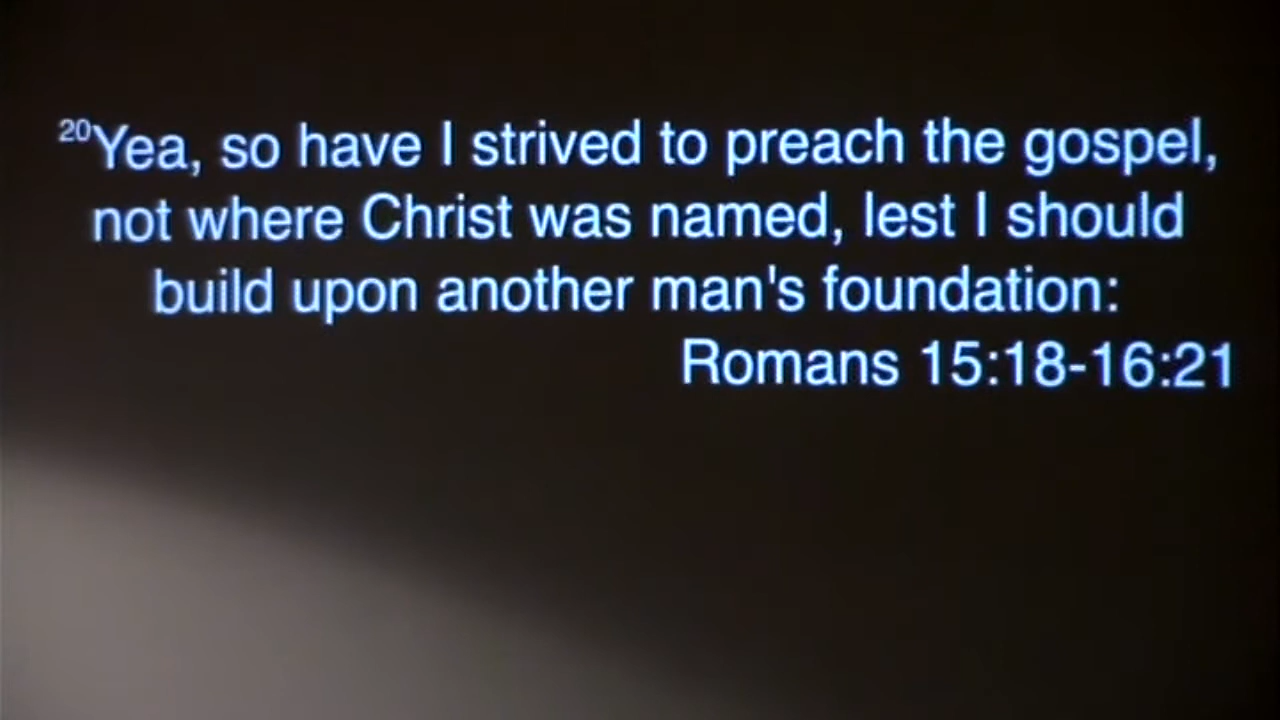 20Yea, so have I strived to preach the gospel,
not where Christ was named, lest I should
build upon another man's foundation:
Romans 15:18-16:21